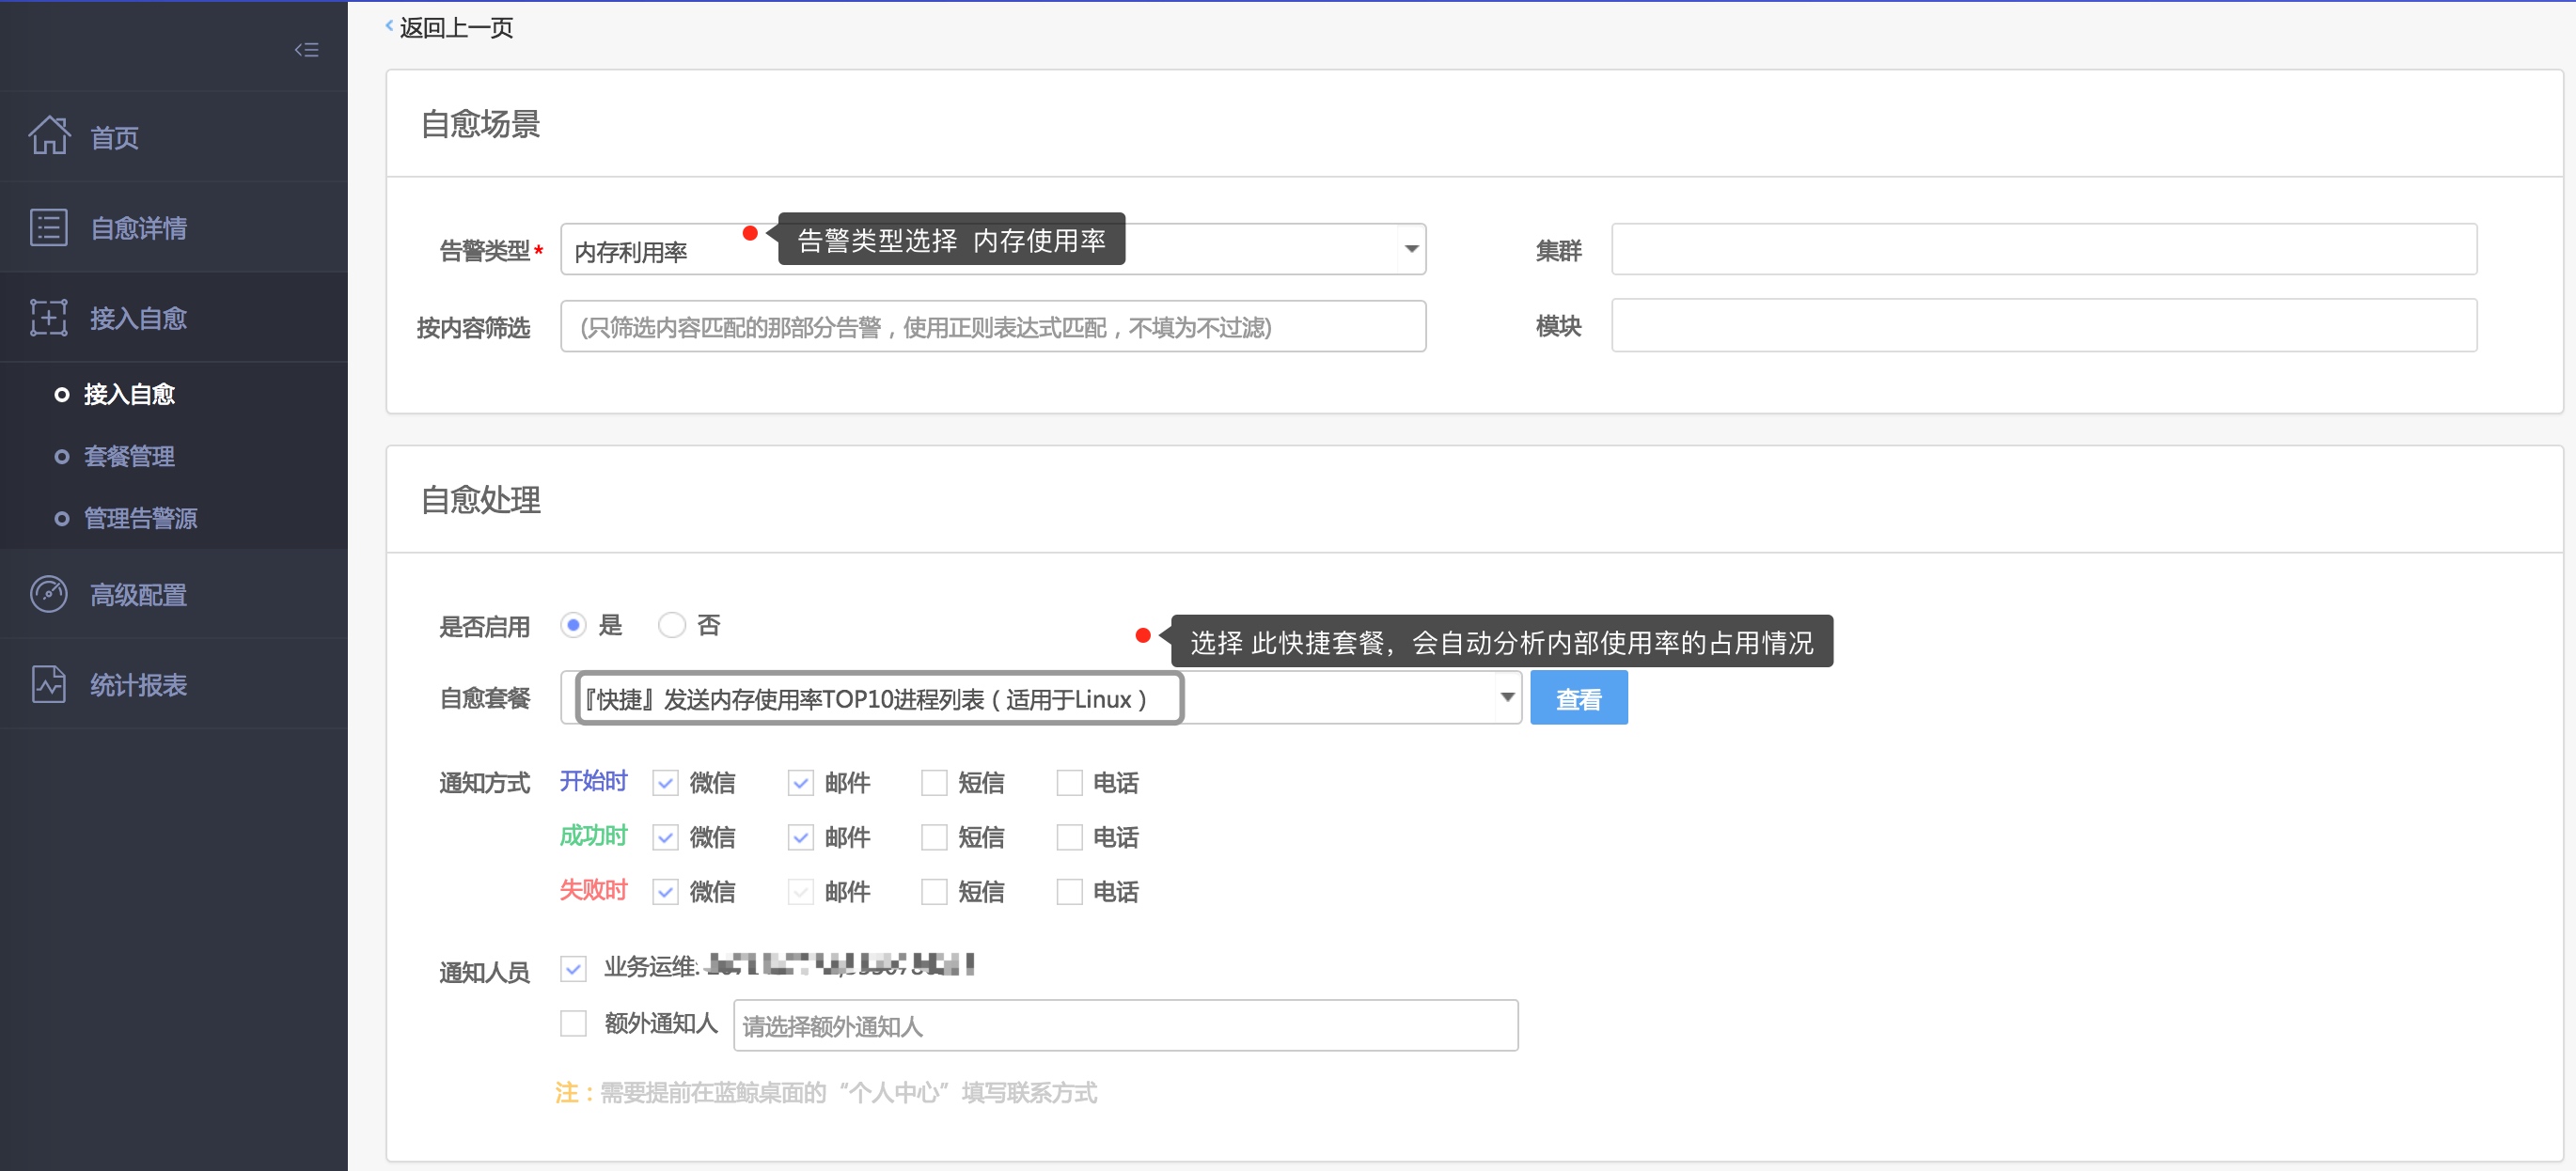 返回上一页
首页
自愈详情
接入自愈
接入自愈
套餐管理
管理告警源
高级配置
统计报表
自愈场景
告警类型* 内存利用率 告警类型选择 内存使用率 集群
按内容筛选 (只筛选内容匹配的那部分告警，使用正则表达式匹配，不填为不过滤) 模块
自愈处理
是否启用 是 否
选择 此快捷套餐，会自动分析内部使用率的占用情况
自愈套餐 『快捷』发送内存使用率TOP10进程列表（适用于Linux） 查看
通知方式 开始时 微信 邮件 短信 电话
成功时 微信 邮件 短信 电话
失败时 微信 邮件 短信 电话
通知人员 业务运维:
额外通知人 请选择额外通知人
注：需要提前在蓝鲸桌面的“个人中心”填写联系方式